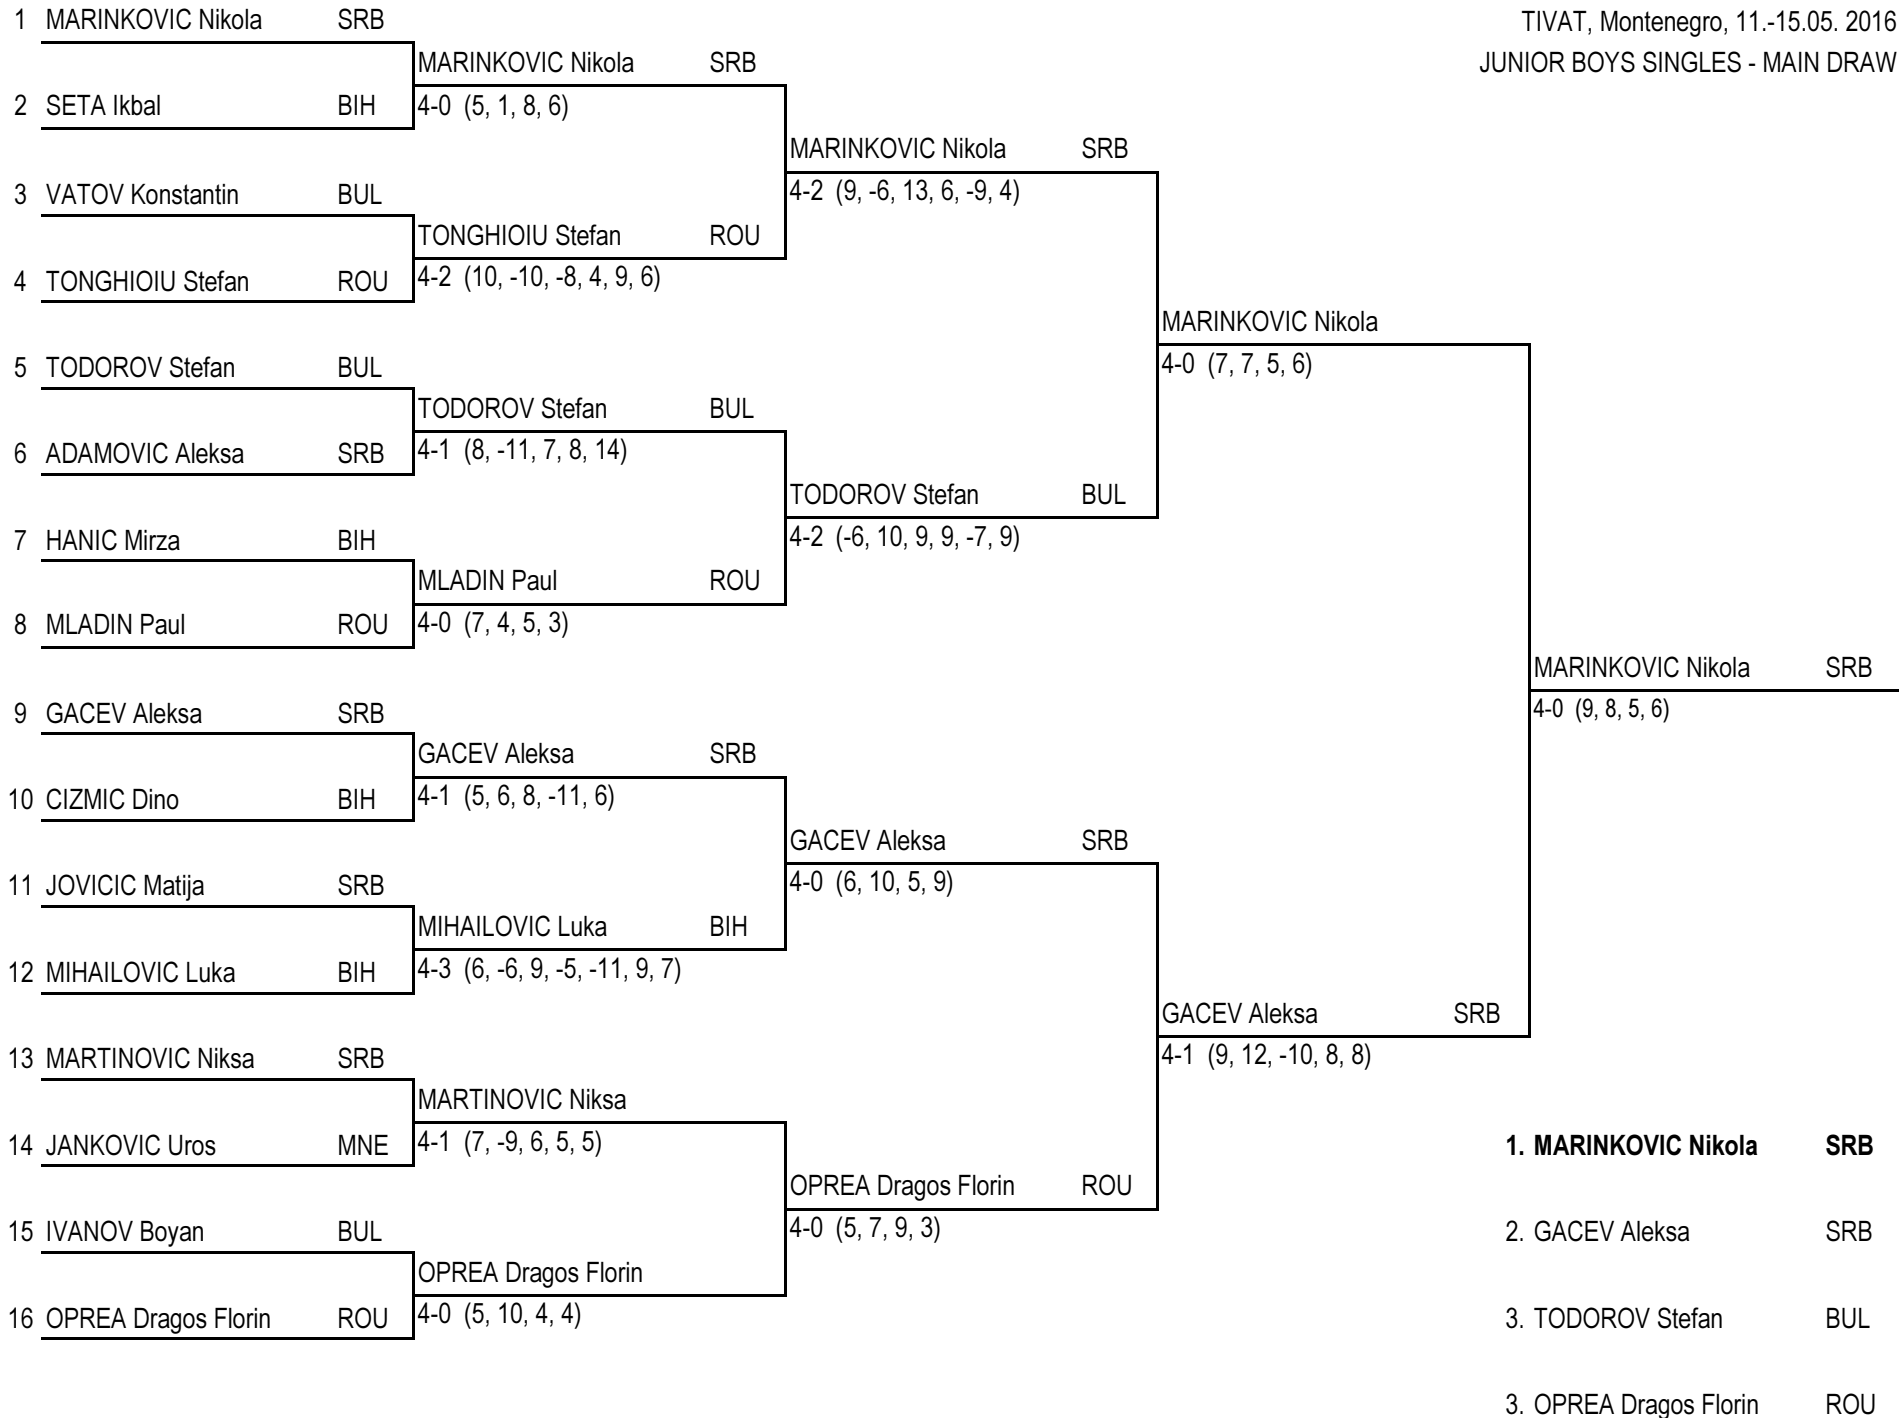 TIVAT, Montenegro, 11.-15.05. 2016
JUNIOR BOYS SINGLES - MAIN DRAW
1 MARINKOVIC Nikola SRB
2 SETA Ikbal BIH
3 VATOV Konstantin BUL
4 TONGHIOIU Stefan ROU
5 TODOROV Stefan BUL
6 ADAMOVIC Aleksa SRB
7 HANIC Mirza BIH
8 MLADIN Paul ROU
9 GACEV Aleksa SRB
10 CIZMIC Dino BIH
11 JOVICIC Matija SRB
12 MIHAILOVIC Luka BIH
13 MARTINOVIC Niksa SRB
14 JANKOVIC Uros MNE
15 IVANOV Boyan BUL
16 OPREA Dragos Florin ROU
MARINKOVIC Nikola SRB
4-0 (5, 1, 8, 6)
TONGHIOIU Stefan ROU
4-2 (10, -10, -8, 4, 9, 6)
TODOROV Stefan BUL
4-1 (8, -11, 7, 8, 14)
MLADIN Paul ROU
4-0 (7, 4, 5, 3)
GACEV Aleksa SRB
4-1 (5, 6, 8, -11, 6)
MIHAILOVIC Luka BIH
4-3 (6, -6, 9, -5, -11, 9, 7)
MARTINOVIC Niksa
4-1 (7, -9, 6, 5, 5)
OPREA Dragos Florin
4-0 (5, 10, 4, 4)
MARINKOVIC Nikola SRB
4-2 (9, -6, 13, 6, -9, 4)
TODOROV Stefan BUL
4-2 (-6, 10, 9, 9, -7, 9)
GACEV Aleksa SRB
4-0 (6, 10, 5, 9)
OPREA Dragos Florin ROU
4-0 (5, 7, 9, 3)
MARINKOVIC Nikola
4-0 (7, 7, 5, 6)
GACEV Aleksa SRB
4-1 (9, 12, -10, 8, 8)
MARINKOVIC Nikola SRB
4-0 (9, 8, 5, 6)
1. MARINKOVIC Nikola SRB
2. GACEV Aleksa SRB
3. TODOROV Stefan BUL
3. OPREA Dragos Florin ROU